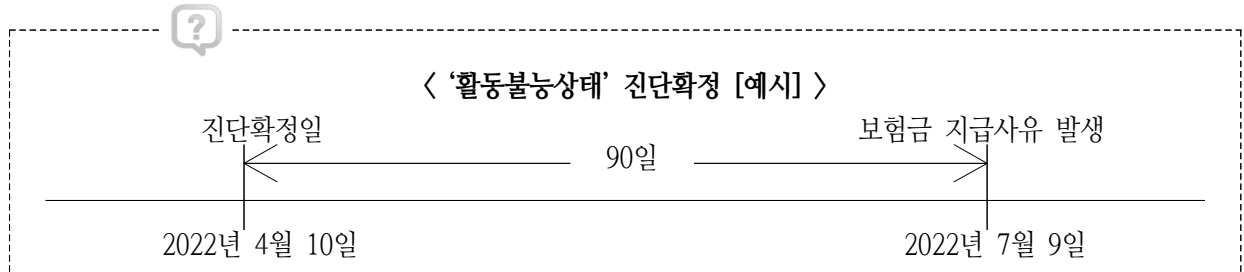 ?
〈 ‘활동불능상태’ 진단확정 [예시] 〉
진단확정일 보험금 지급사유 발생
90일
2022년 4월 10일 2022년 7월 9일